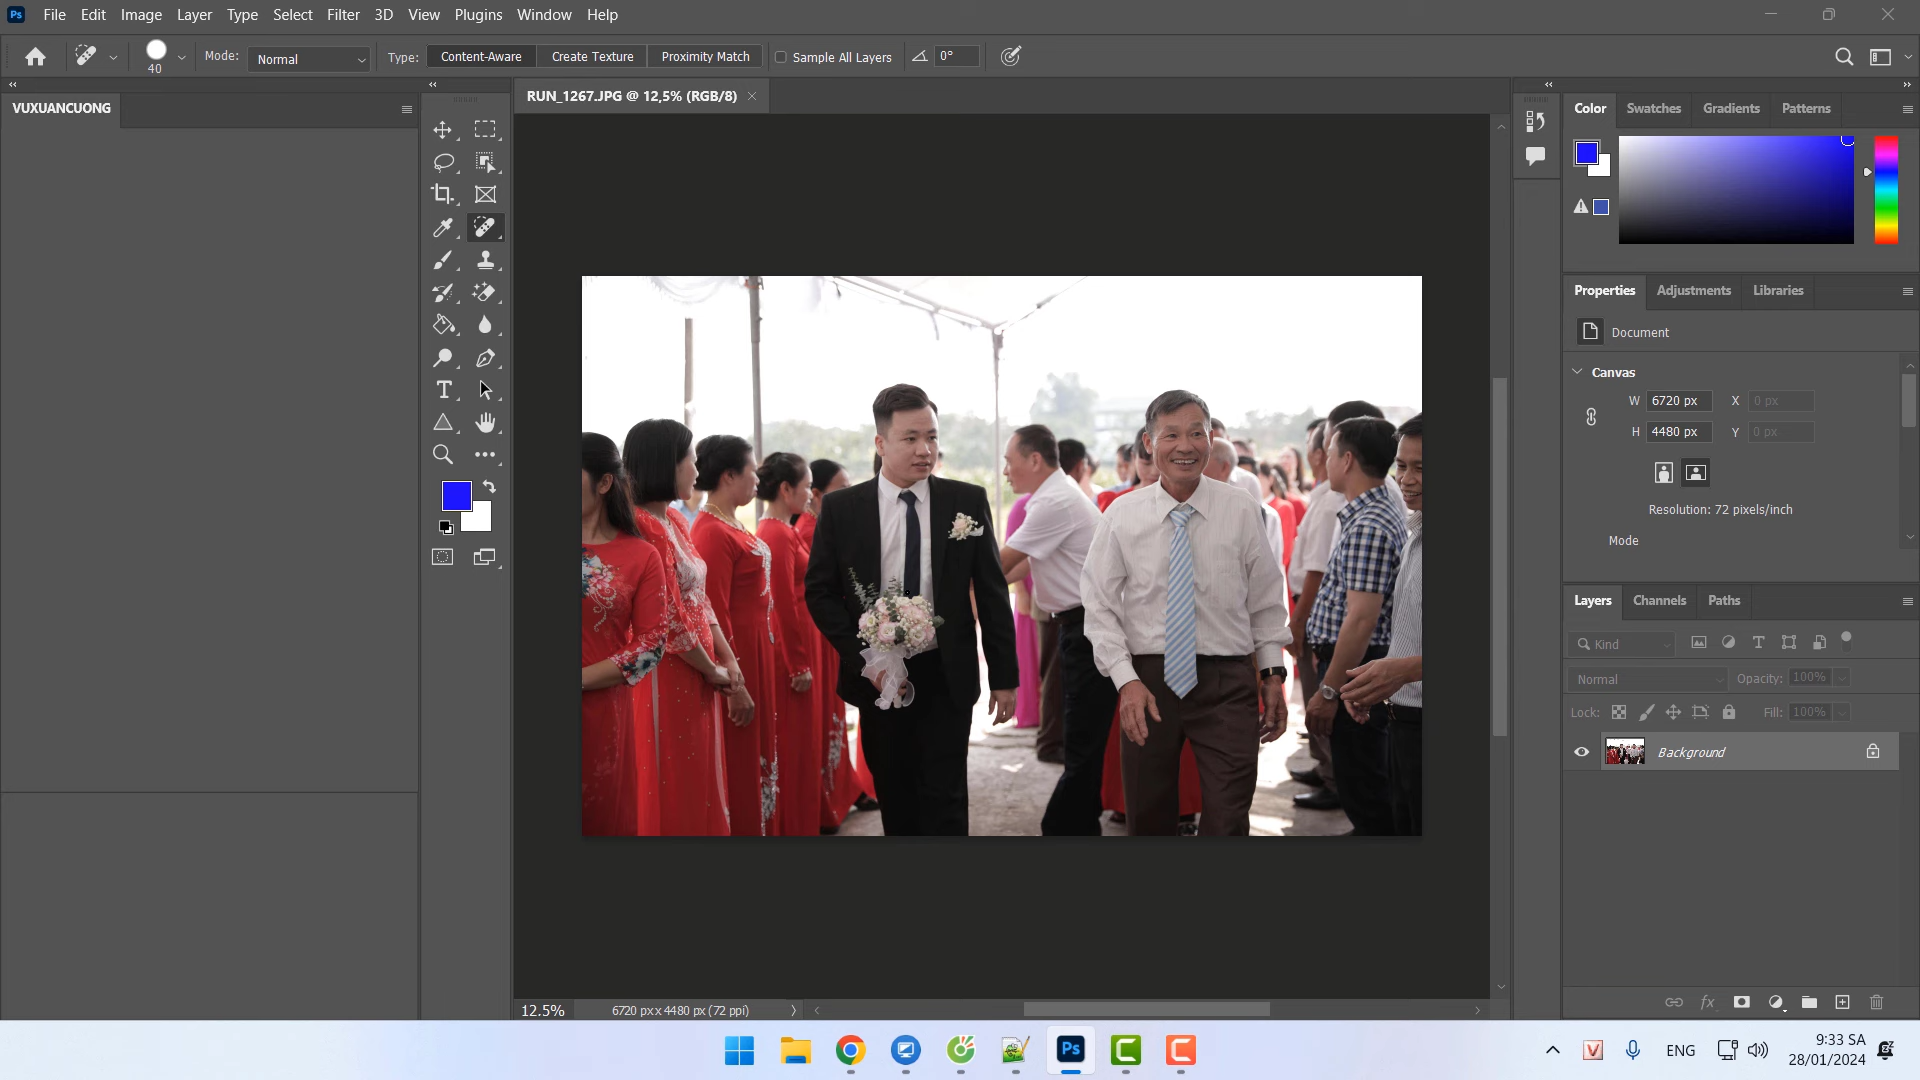 Ps File Edit Image Layer Type Select Filter 3D View Plugins Window Help
40 Mode: Normal Type: Content-Aware Create Texture Proximity Match Sample All Layers 0°
VUXUANCUONG
RUN_1267.JPG @ 12,5% (RGB/8)
Color Swatches Gradients Patterns
Properties Adjustments Libraries
Document
Canvas
W 6720 px X 0 px
H 4480 px Y 0 px
Resolution: 72 pixels/inch
Mode
Layers Channels Paths
Kind
Normal Opacity: 100%
Lock: Fill: 100%
Background
fx
12.5% 6720 px x 4480 px (72 ppi)
Ps C C V ENG 9:33 SA
28/01/2024